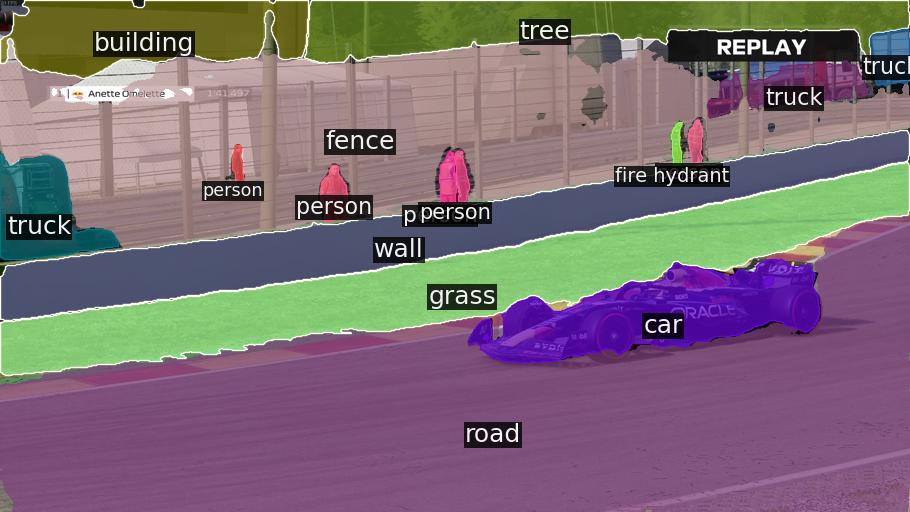 building
tree
REPLAY
truck
1 | Anette Omelette 1:41.497
truck
fence
person
fire hydrant
person
person
truck
wall
grass
ORACLE
car
road